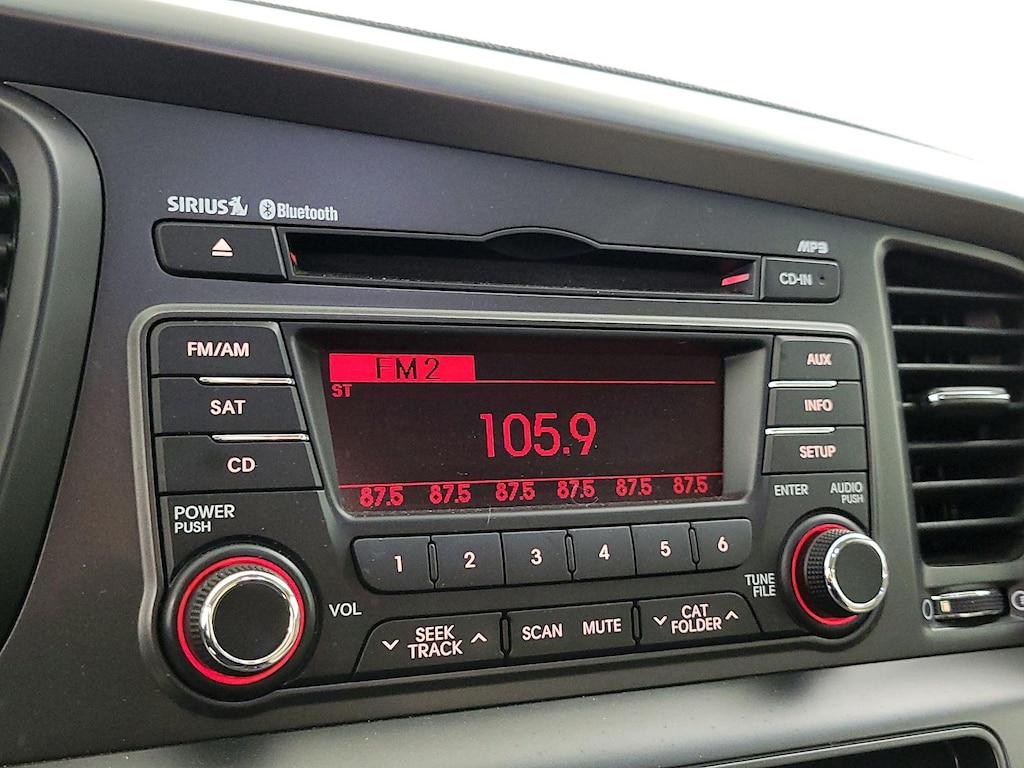 SIRIUS Bluetooth
MP3
CD-IN
FM/AM
SAT
CD
FM2
ST
105.9
87.5 87.5 87.5 87.5 87.5 87.5
AUX
INFO
SETUP
POWER
PUSH
ENTER
AUDIO
PUSH
1 2 3 4 5 6
VOL
SEEK
TRACK
SCAN MUTE
CAT
FOLDER
TUNE
FILE
0